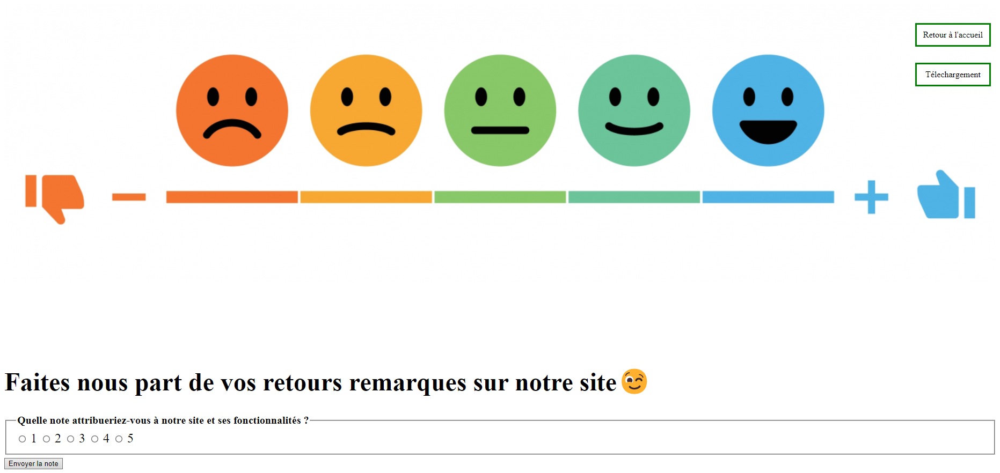 Retour à l'accueil
Télechargement
Faites nous part de vos retours remarques sur notre site 😉
Quelle note attribueriez-vous à notre site et ses fonctionnalités ?
1 2 3 4 5
Envoyer la note